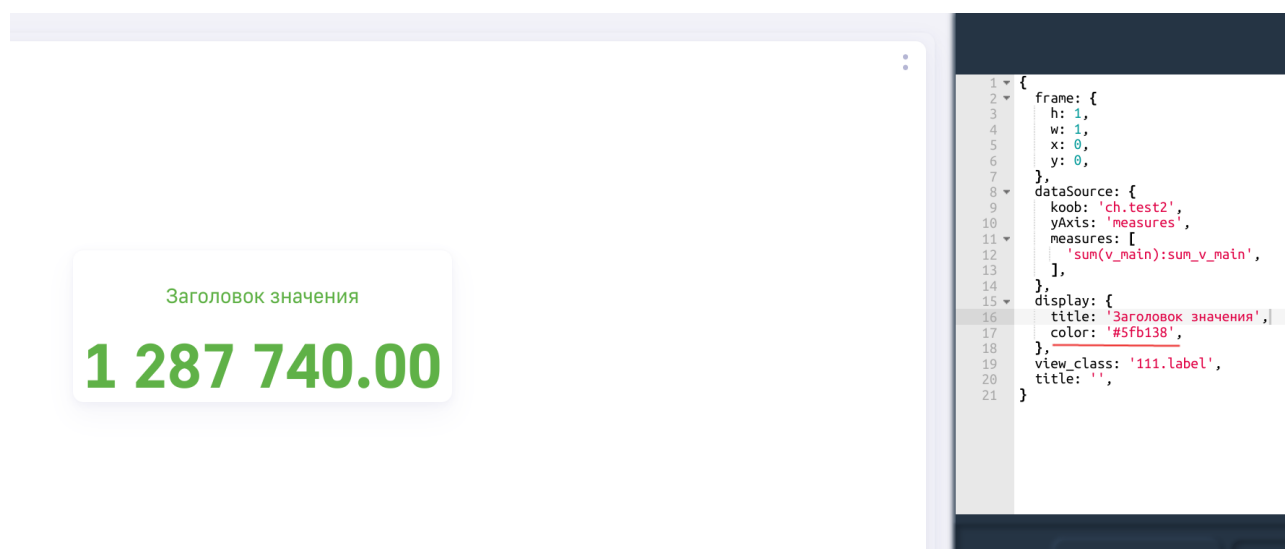 Заголовок значения
1 287 740.00
1 {
2 frame: {
3 h: 1,
4 w: 1,
5 x: 0,
6 y: 0,
7 },
8 dataSource: {
9 koob: 'ch.test2',
10 yAxis: 'measures',
11 measures: [
12 'sum(v_main):sum_v_main',
13 ],
14 },
15 display: {
16 title: 'Заголовок значения',
17 color: '#5fb138',
18 },
19 view_class: '111.label',
20 title: '',
21 }